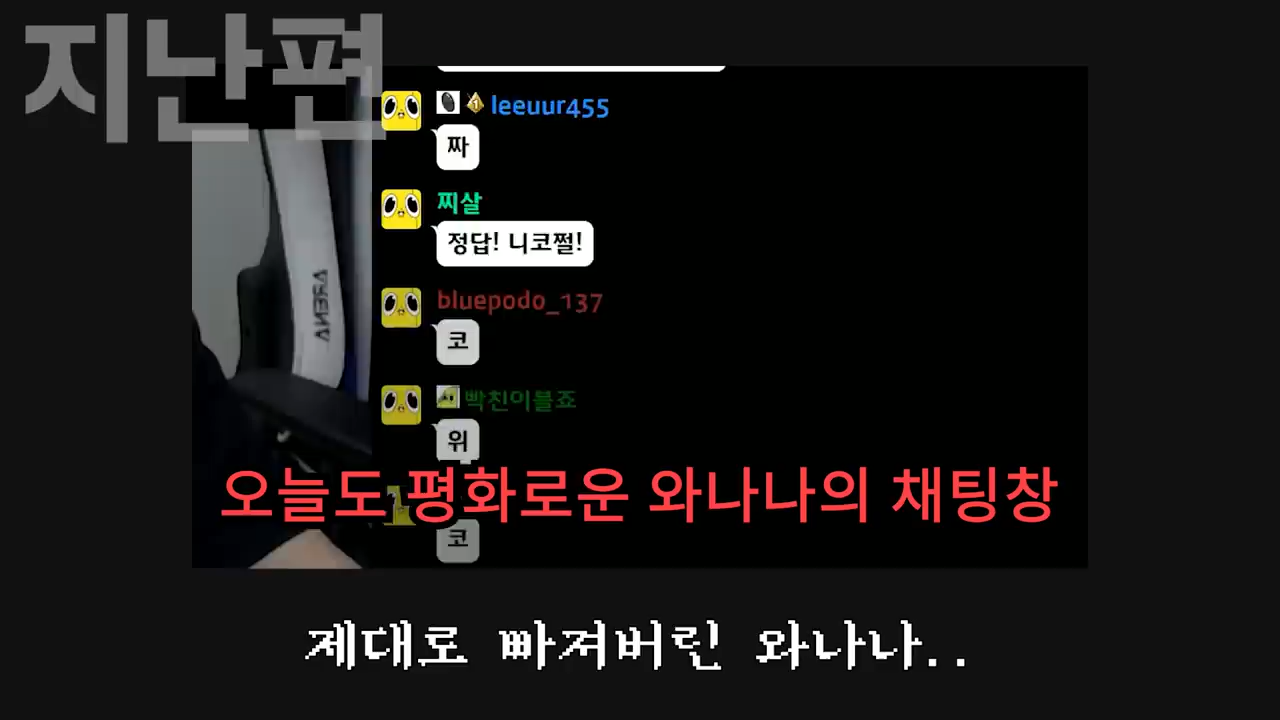 지난편
leeuur455
짜
찌살
정답! 니코쩔!
bluepodo_137
코
빡친이블죠
위
오늘도 평화로운 와나나의 채팅창
코
ARENA
제대로 빠져버린 와나나..